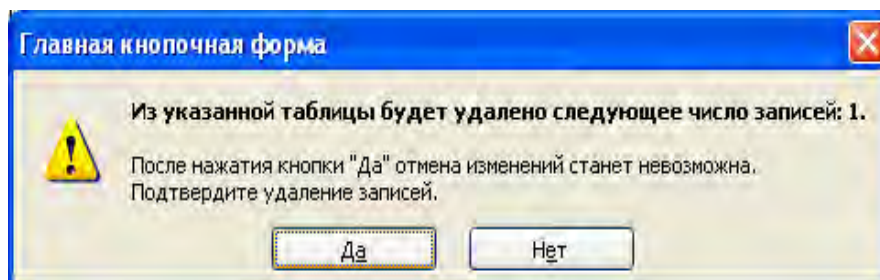 Главная кнопочная форма
Из указанной таблицы будет удалено следующее число записей: 1.
После нажатия кнопки "Да" отмена изменений станет невозможна.
Подтвердите удаление записей.
Да
Нет